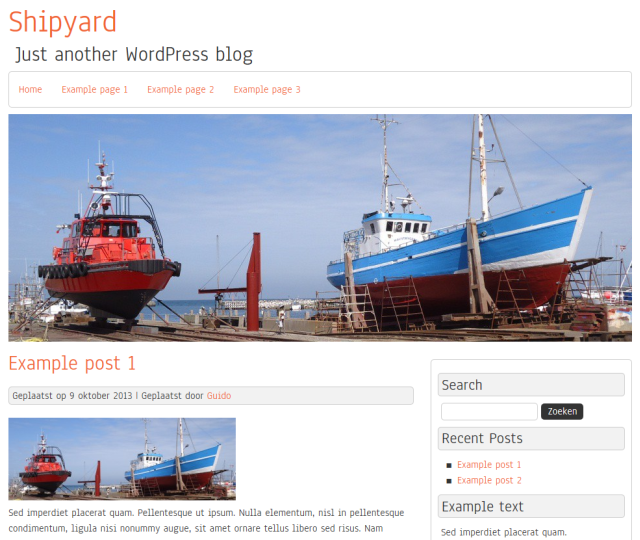 Shipyard
Just another WordPress blog
Home Example page 1 Example page 2 Example page 3
Example post 1
Geplaatst op 9 oktober 2013 | Geplaatst door Guido
Sed imperdiet placerat quam. Pellentesque ut ipsum. Nulla elementum, nisl in pellentesque
condimentum, ligula nisi nonummy augue, sit amet ornare tellus libero sed risus. Nam
Search
Zoeken
Recent Posts
Example post 1
Example post 2
Example text
Sed imperdiet placerat quam.